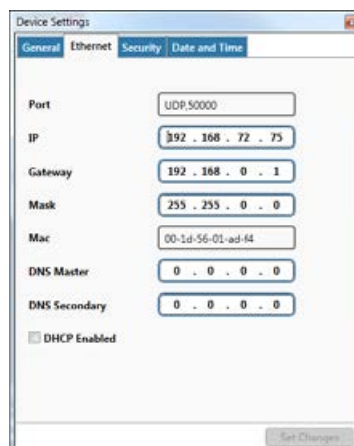 Device Settings
General Ethernet Security Date and Time
Port UDP,50000
IP 192 . 168 . 72 . 75
Gateway 192 . 168 . 0 . 1
Mask 255 . 255 . 0 . 0
Mac 00-1d-56-01-ad-f4
DNS Master 0 . 0 . 0 . 0
DNS Secondary 0 . 0 . 0 . 0
DHCP Enabled
Set Changes